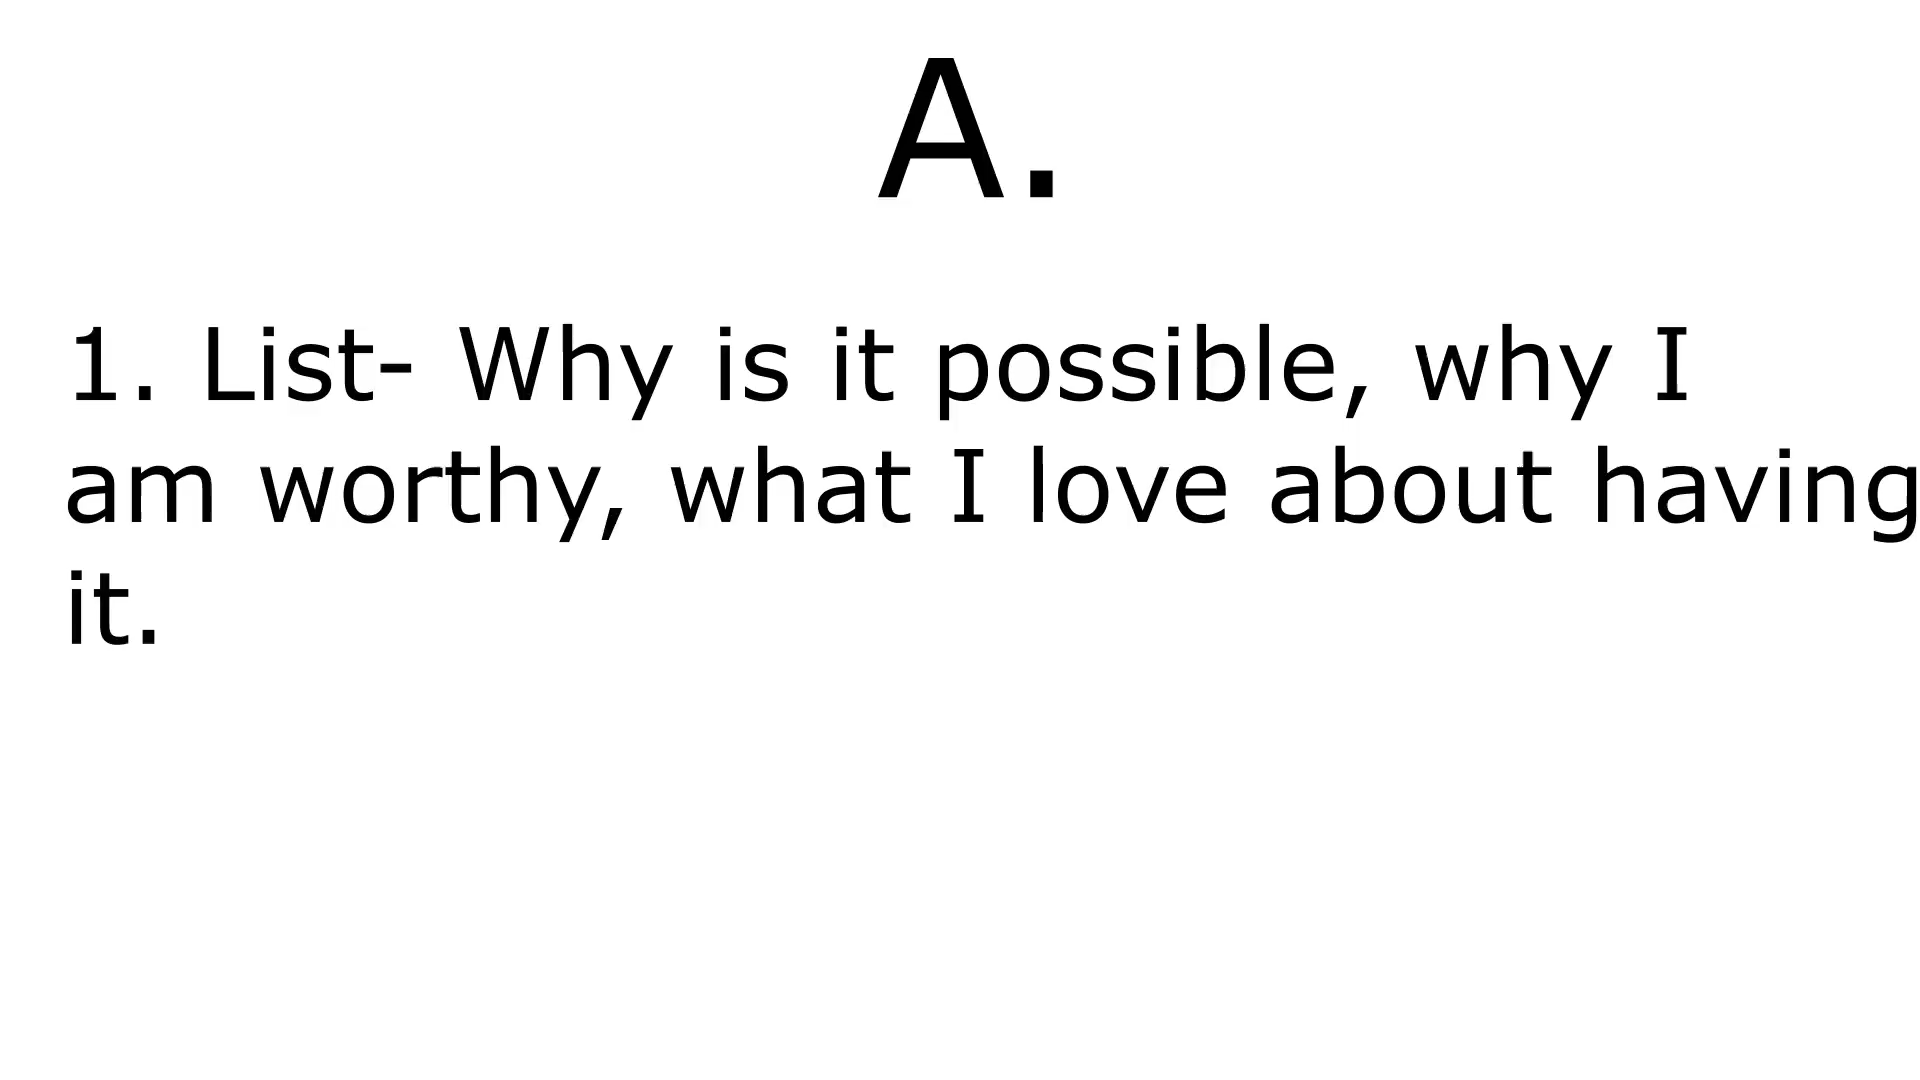 A.
1. List- Why is it possible, why I
am worthy, what I love about having
it.